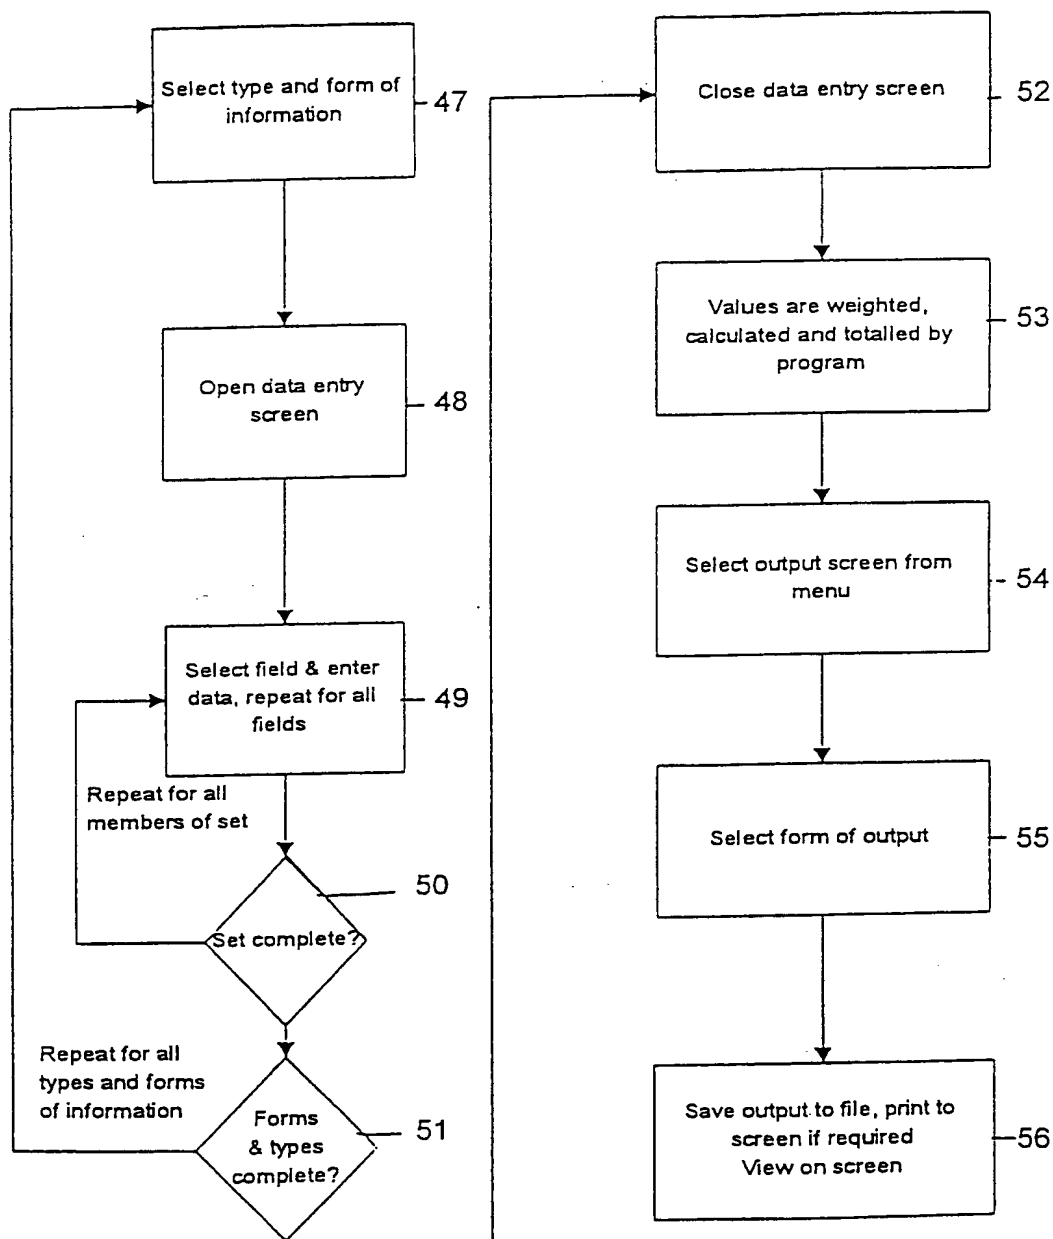 Select type and form of
information
47
Open data entry
screen
48
Select field & enter
data, repeat for all
fields
49
Repeat for all
members of set
50
Set complete?
Repeat for all
types and forms
of information
Forms
& types
complete?
51
Close data entry screen
52
Values are weighted,
calculated and totalled by
program
53
Select output screen from
menu
54
Select form of output
55
Save output to file, print to
screen if required
View on screen
56